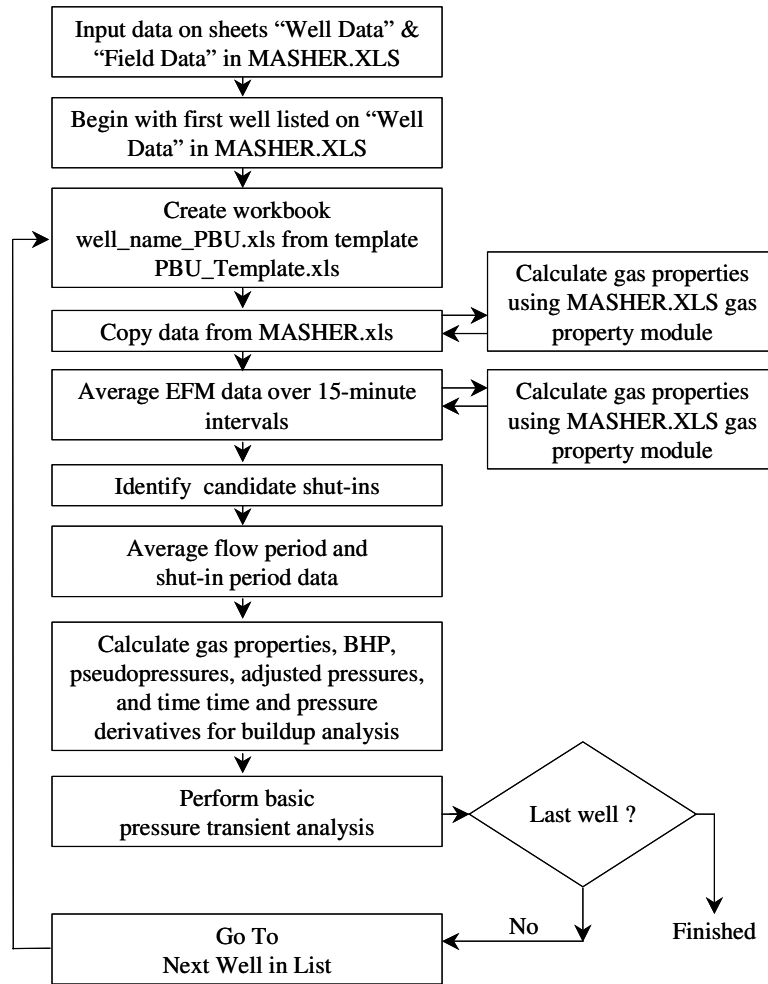 Input data on sheets “Well Data” &
“Field Data” in MASHER.XLS
Begin with first well listed on “Well
Data” in MASHER.XLS
Create workbook
well_name_PBU.xls from template
PBU_Template.xls
Copy data from MASHER.xls
Calculate gas properties
using MASHER.XLS gas
property module
Average EFM data over 15-minute
intervals
Calculate gas properties
using MASHER.XLS gas
property module
Identify  candidate shut-ins
Average flow period and
shut-in period data
Calculate gas properties, BHP,
pseudopressures, adjusted pressures,
and time time and pressure
derivatives for buildup analysis
Perform basic
pressure transient analysis
Last well ?
Finished
No
Go To
Next Well in List